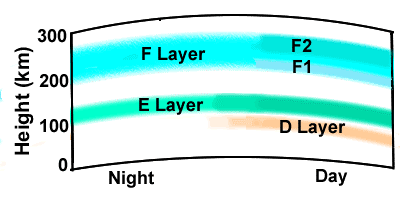 300
200
100
0
Height (km)
F Layer
F2
F1
E Layer
D Layer
Night
Day